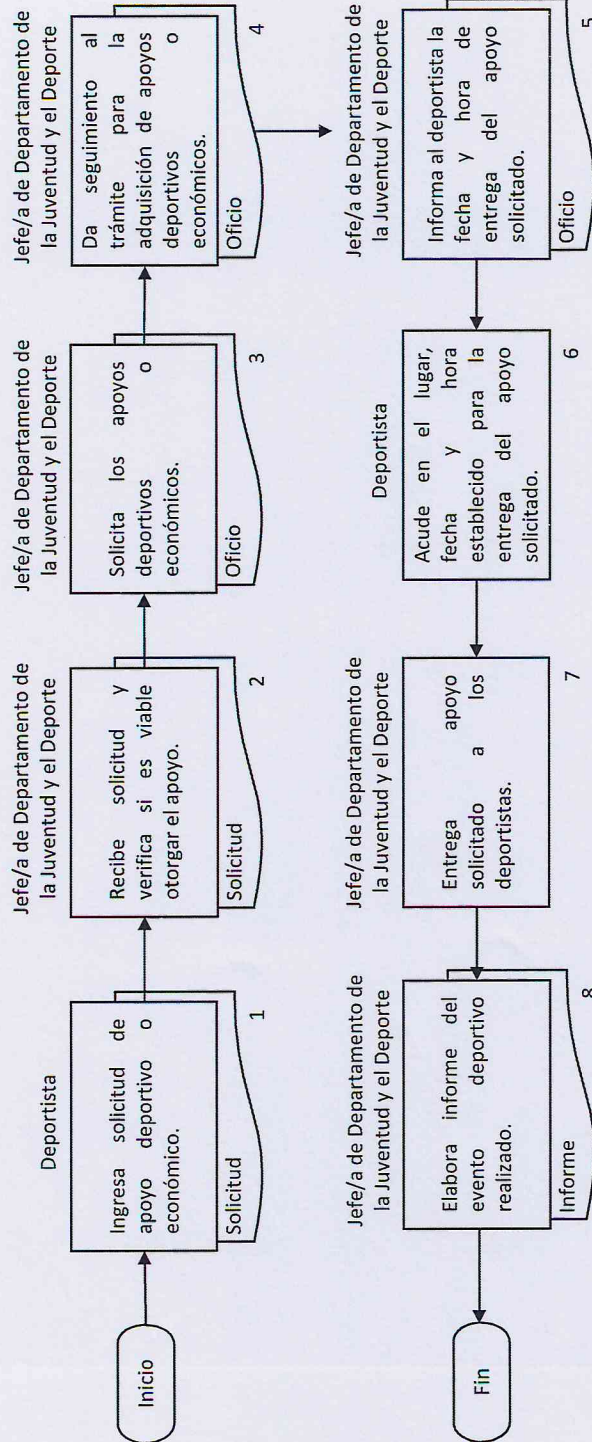 Inicio
Deportista
Ingresa solicitud de
apoyo deportivo o
económico.
Solicitud
1
Jefe/a de Departamento de
la Juventud y el Deporte
Recibe solicitud y
verifica si es viable
otorgar el apoyo.
Solicitud
2
Jefe/a de Departamento de
la Juventud y el Deporte
Solicita los apoyos
deportivos o
económicos.
Oficio
3
Jefe/a de Departamento de
la Juventud y el Deporte
Da seguimiento al
trámite para la
adquisición de apoyos
deportivos o
económicos.
Oficio
4
Jefe/a de Departamento de
la Juventud y el Deporte
Informa al deportista la
fecha y hora de
entrega del apoyo
solicitado.
Oficio
5
Deportista
Acude en el lugar,
fecha y hora
establecido para la
entrega del apoyo
solicitado.
6
Jefe/a de Departamento de
la Juventud y el Deporte
Entrega apoyo
solicitado a los
deportistas.
7
Jefe/a de Departamento de
la Juventud y el Deporte
Elabora informe del
evento deportivo
realizado.
Informe
8
Fin